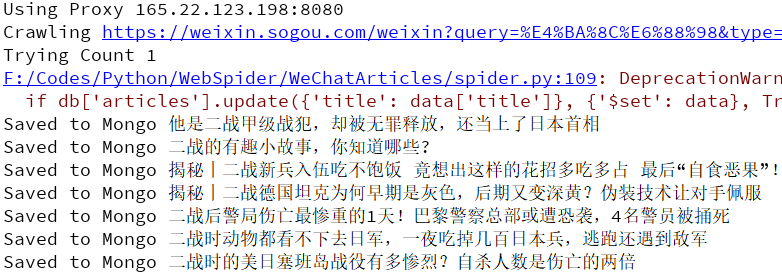 Using Proxy 165.22.123.198:8080
Crawling https://weixin.sogou.com/weixin?query=%E4%BA%8C%E6%88%98&type=
Trying Count 1
F:/Codes/Python/WebSpider/WeChatArticles/spider.py:109: DeprecationWarn
if db['articles'].update({'title': data['title']}, {'$set': data}, Tr
Saved to Mongo 他是二战甲级战犯，却被无罪释放，还当上了日本首相
Saved to Mongo 二战的有趣小故事，你知道哪些？
Saved to Mongo 揭秘｜二战新兵入伍吃不饱饭 竟想出这样的花招多吃多占 最后“自食恶果”！
Saved to Mongo 揭秘｜二战德国坦克为何早期是灰色，后期又变深黄？伪装技术让对手佩服
Saved to Mongo 二战后警局伤亡最惨重的1天！巴黎警察总部或遭恐袭，4名警员被捅死
Saved to Mongo 二战时动物都看不下去日军，一夜吃掉几百日本兵，逃跑还遇到敌军
Saved to Mongo 二战时的美日塞班岛战役有多惨烈？自杀人数是伤亡的两倍